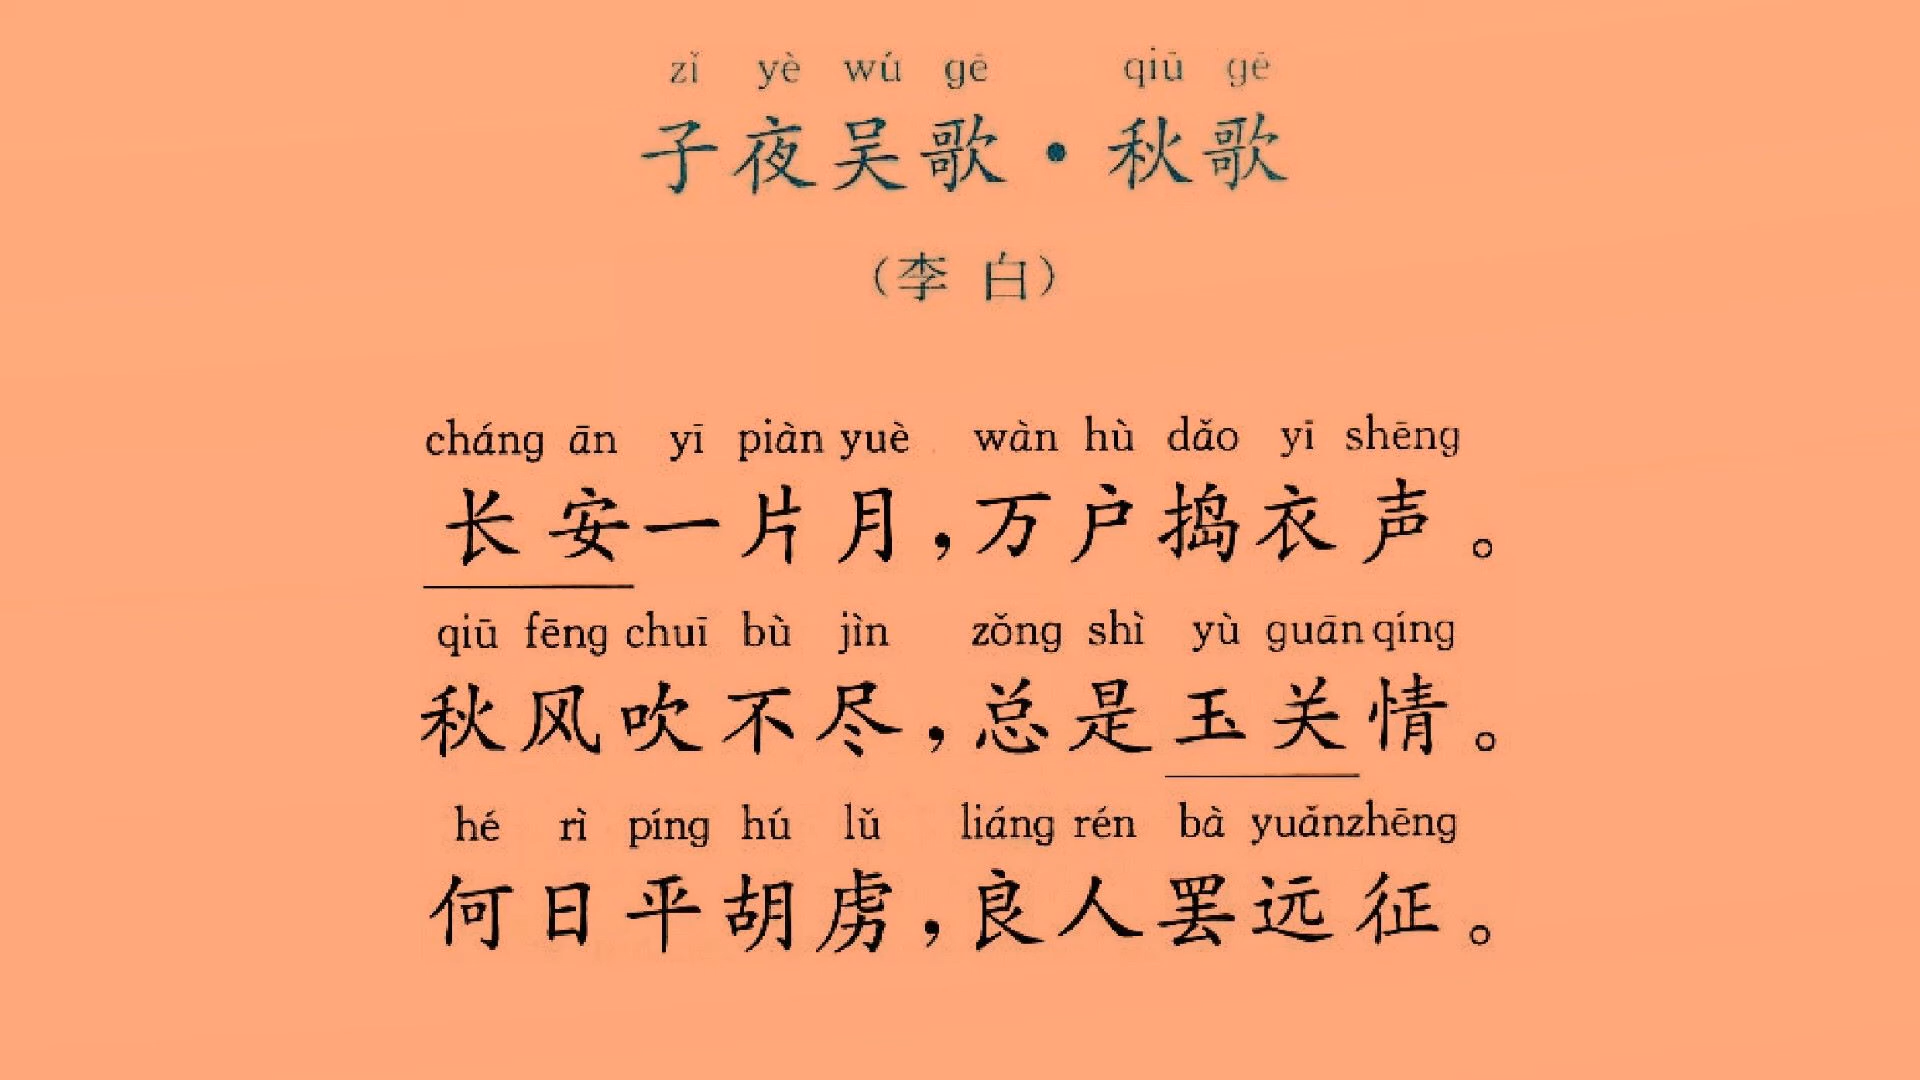 zǐ yè wú gē qiū gē
子夜吴歌·秋歌
（李 白）
cháng ān yī piàn yuè wàn hù dǎo yī shēng
长安一片月，万户捣衣声。
qiū fēng chuī bù jìn zǒng shì yù guān qíng
秋风吹不尽，总是玉关情。
hé rì píng hú lǔ liáng rén bà yuǎn zhēng
何日平胡虏，良人罢远征。